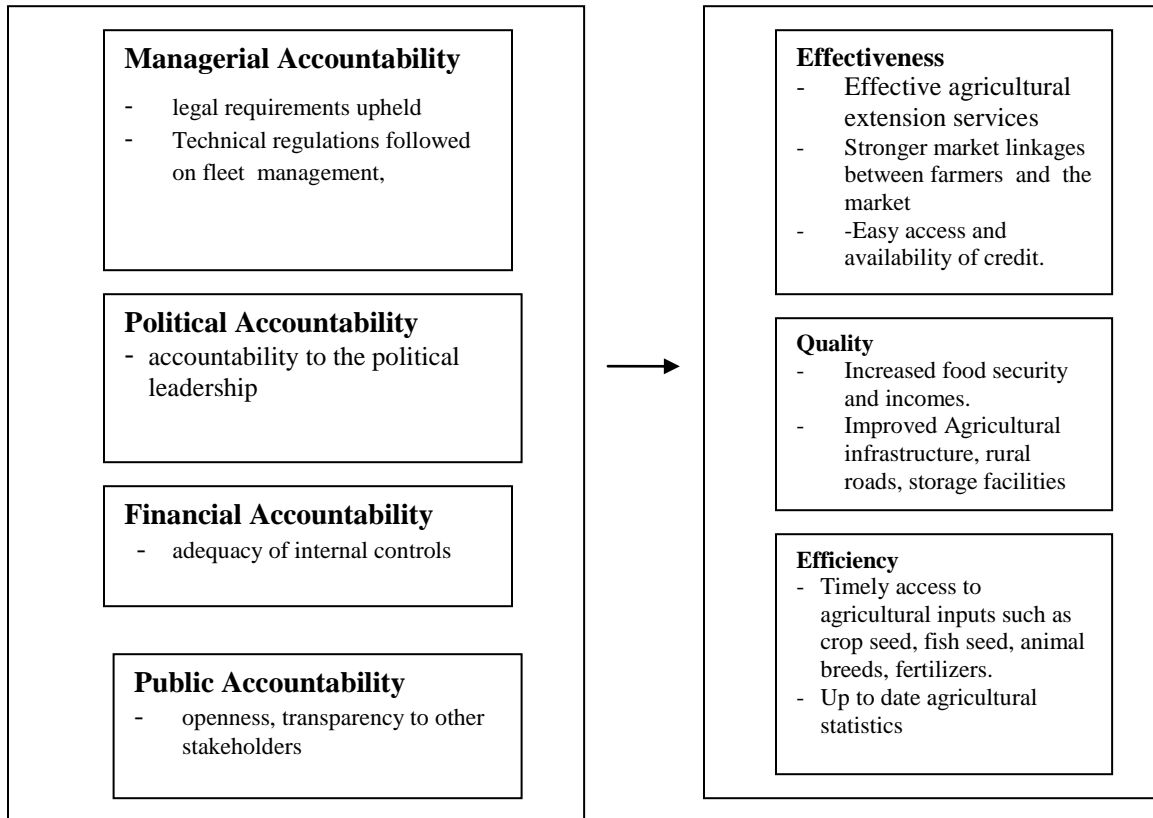 Managerial Accountability
- legal requirements upheld
- Technical regulations followed
on fleet management,
Political Accountability
- accountability to the political
leadership
Financial Accountability
- adequacy of internal controls
Public Accountability
- openness, transparency to other
stakeholders
Effectiveness
- Effective agricultural
extension services
- Stronger market linkages
between farmers and the
market
- -Easy access and
availability of credit.
Quality
- Increased food security
and incomes.
- Improved Agricultural
infrastructure, rural
roads, storage facilities
Efficiency
- Timely access to
agricultural inputs such as
crop seed, fish seed, animal
breeds, fertilizers.
- Up to date agricultural
statistics